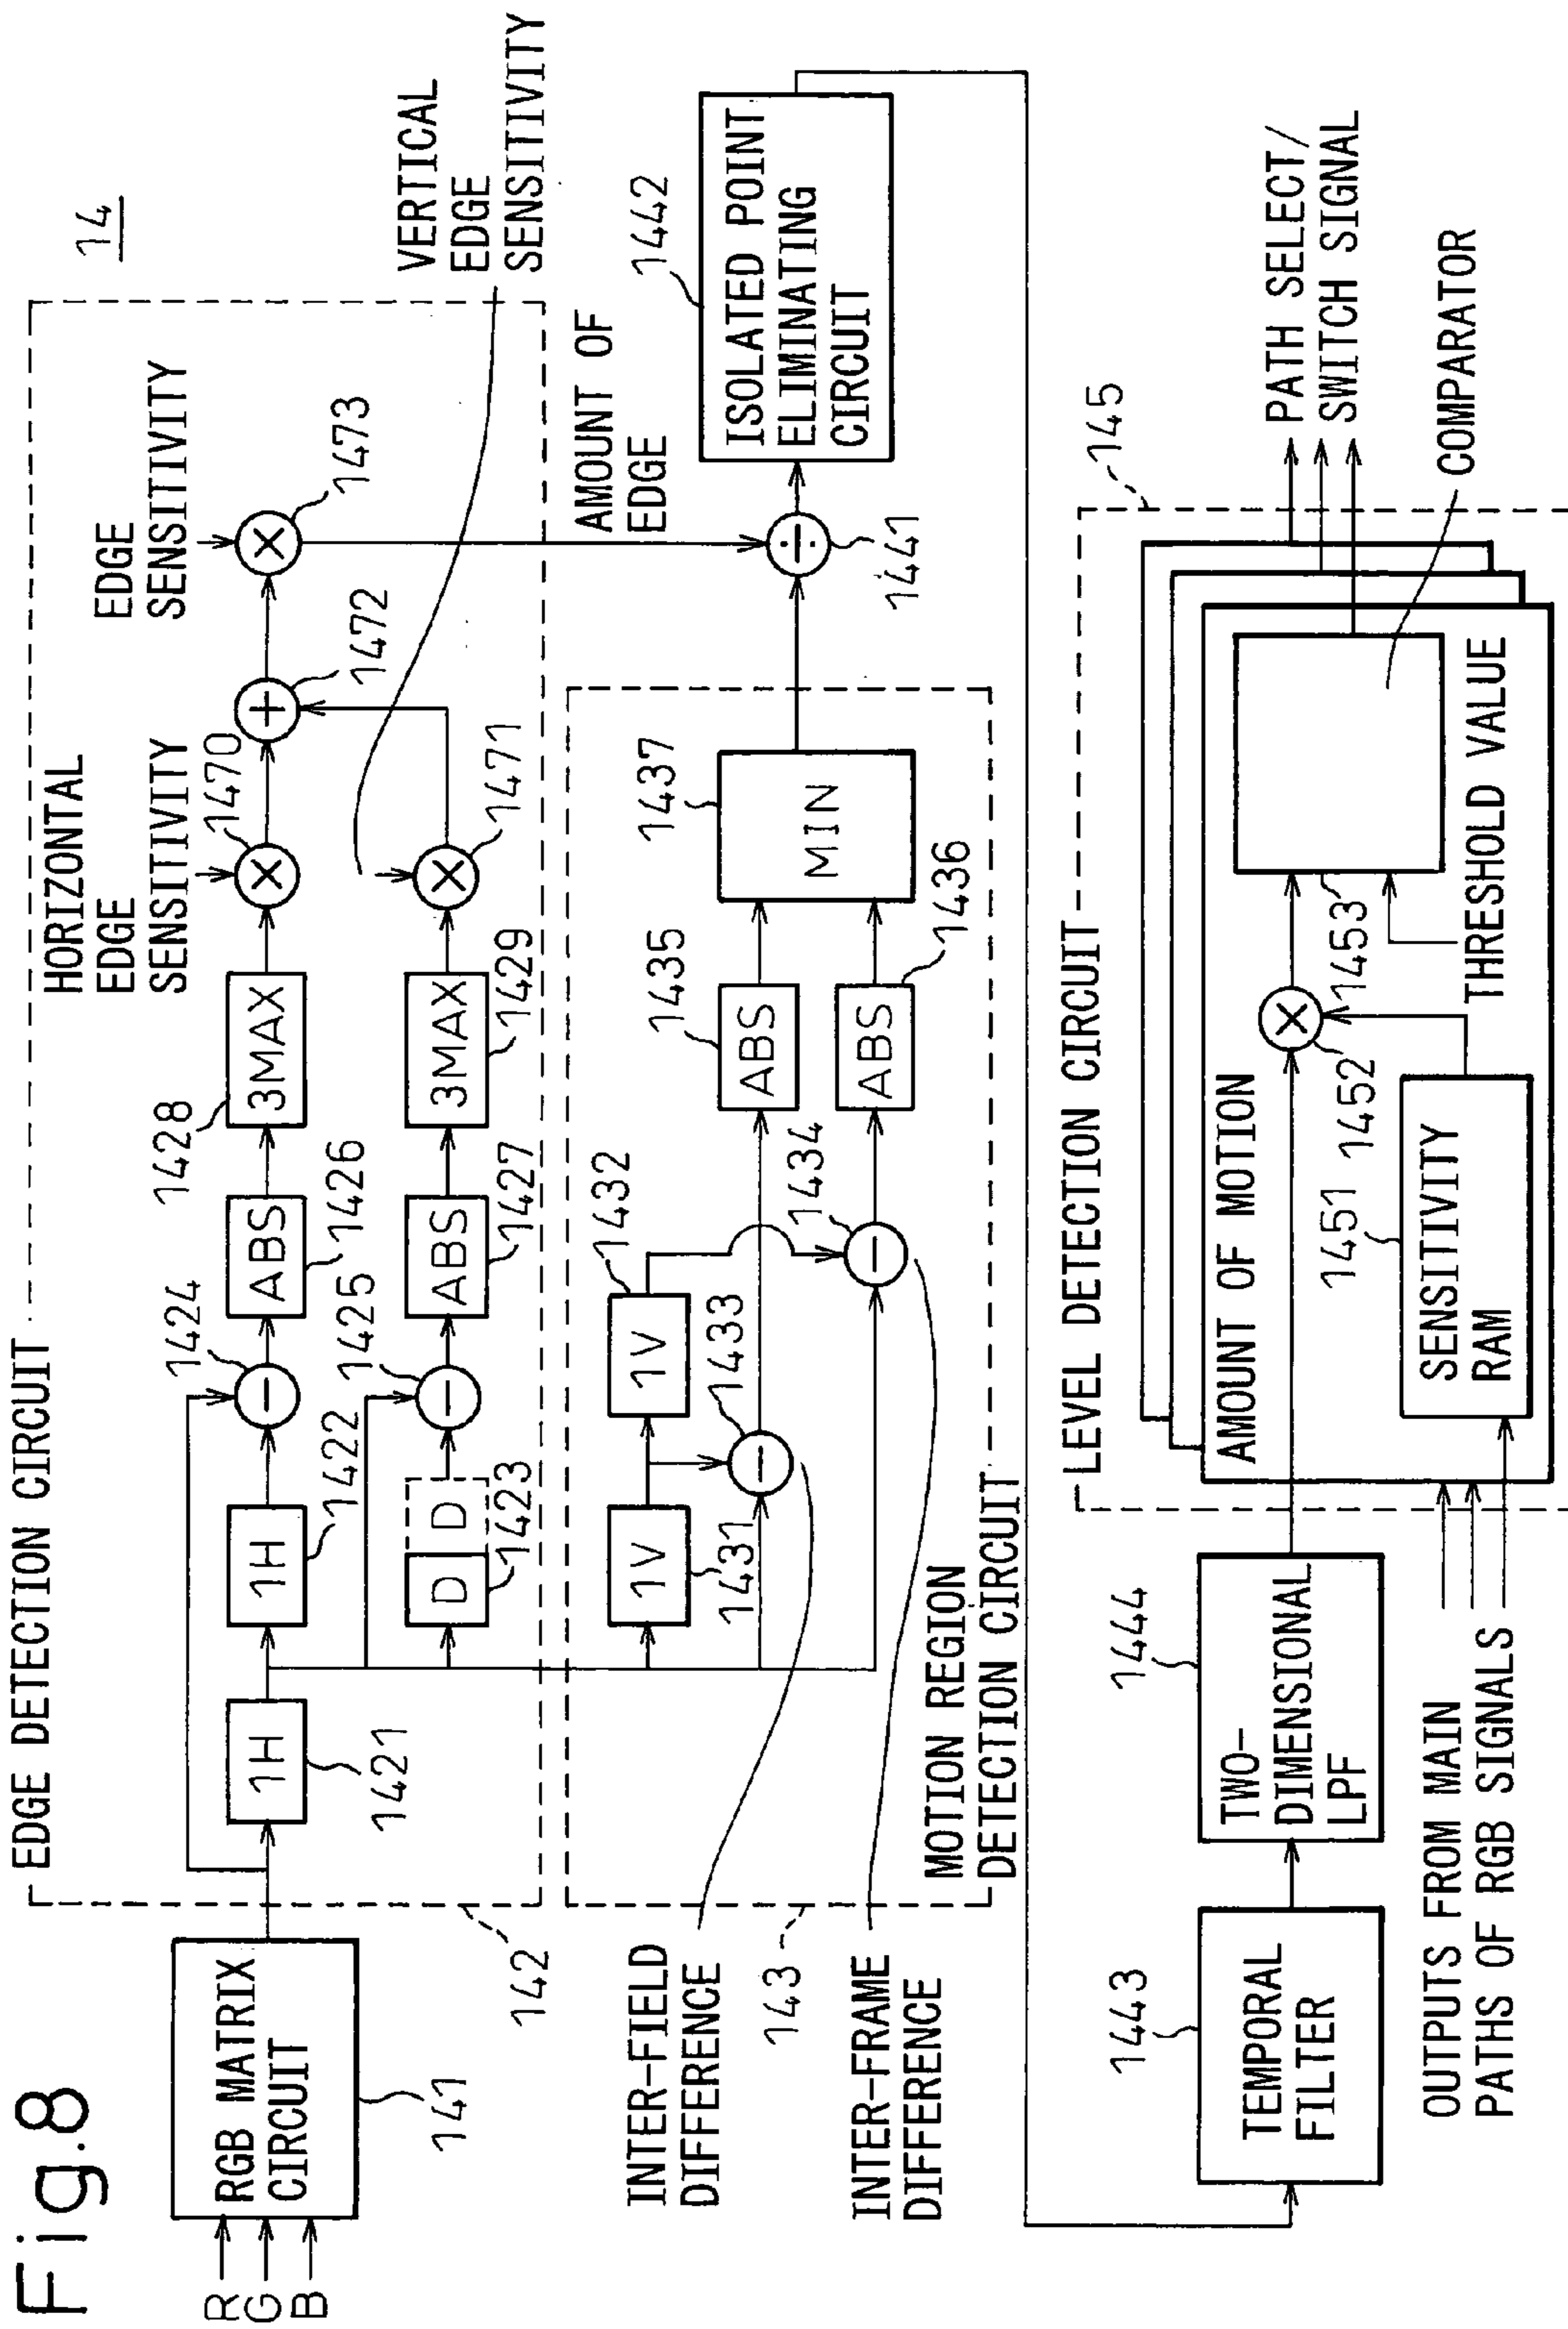 Fig.8
14
EDGE DETECTION CIRCUIT
R
G
B
RGB MATRIX
CIRCUIT
141
142
1H
1421
1H
1422
1424
ABS
1426
1428
3MAX
HORIZONTAL
EDGE
SENSITIVITY
1470
1472
EDGE
SENSITIVITY
1473
D
D
1423
1425
ABS
1427
3MAX
1429
1471
VERTICAL
EDGE
SENSITIVITY
AMOUNT OF
EDGE
1V
1431
1V
1432
1433
1434
1435
ABS
ABS
1436
1437
MIN
1441
1442
ISOLATED POINT
ELIMINATING
CIRCUIT
INTER-FIELD
DIFFERENCE
143
INTER-FRAME
DIFFERENCE
MOTION REGION
DETECTION CIRCUIT
1443
TEMPORAL
FILTER
1444
TWO-
DIMENSIONAL
LPF
LEVEL DETECTION CIRCUIT
145
AMOUNT OF MOTION
1451
SENSITIVITY
RAM
1452
1453
THRESHOLD VALUE
COMPARATOR
PATH SELECT/
SWITCH SIGNAL
OUTPUTS FROM MAIN
PATHS OF RGB SIGNALS